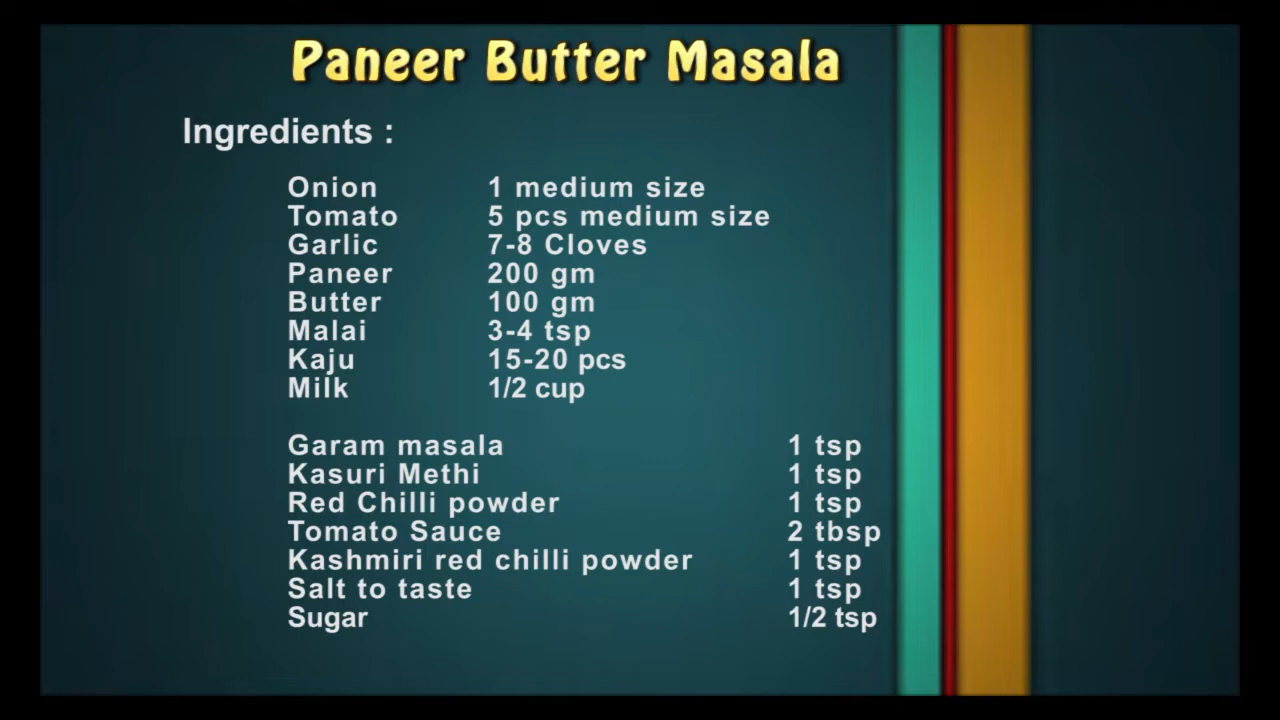 Paneer Butter Masala
Ingredients :
Onion 1 medium size
Tomato 5 pcs medium size
Garlic 7-8 Cloves
Paneer 200 gm
Butter 100 gm
Malai 3-4 tsp
Kaju 15-20 pcs
Milk 1/2 cup
Garam masala 1 tsp
Kasuri Methi 1 tsp
Red Chilli powder 1 tsp
Tomato Sauce 2 tbsp
Kashmiri red chilli powder 1 tsp
Salt to taste 1 tsp
Sugar 1/2 tsp